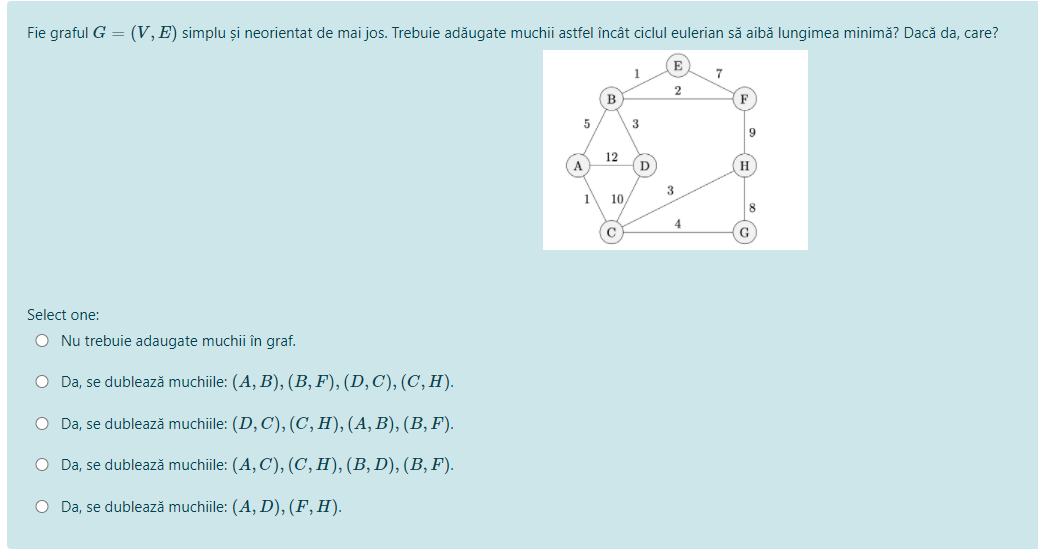 Fie graful G = (V, E) simplu și neorientat de mai jos. Trebuie adăugate muchii astfel încât ciclul eulerian să aibă lungimea minimă? Dacă da, care?
E
1
7
B
2
F
5
3
9
A
12
D
H
1
10
3
8
C
4
G
Select one:
Nu trebuie adaugate muchii în graf.
Da, se dublează muchiile: (A, B), (B, F), (D, C), (C, H).
Da, se dublează muchiile: (D, C), (C, H), (A, B), (B, F).
Da, se dublează muchiile: (A, C), (C, H), (B, D), (B, F).
Da, se dublează muchiile: (A, D), (F, H).